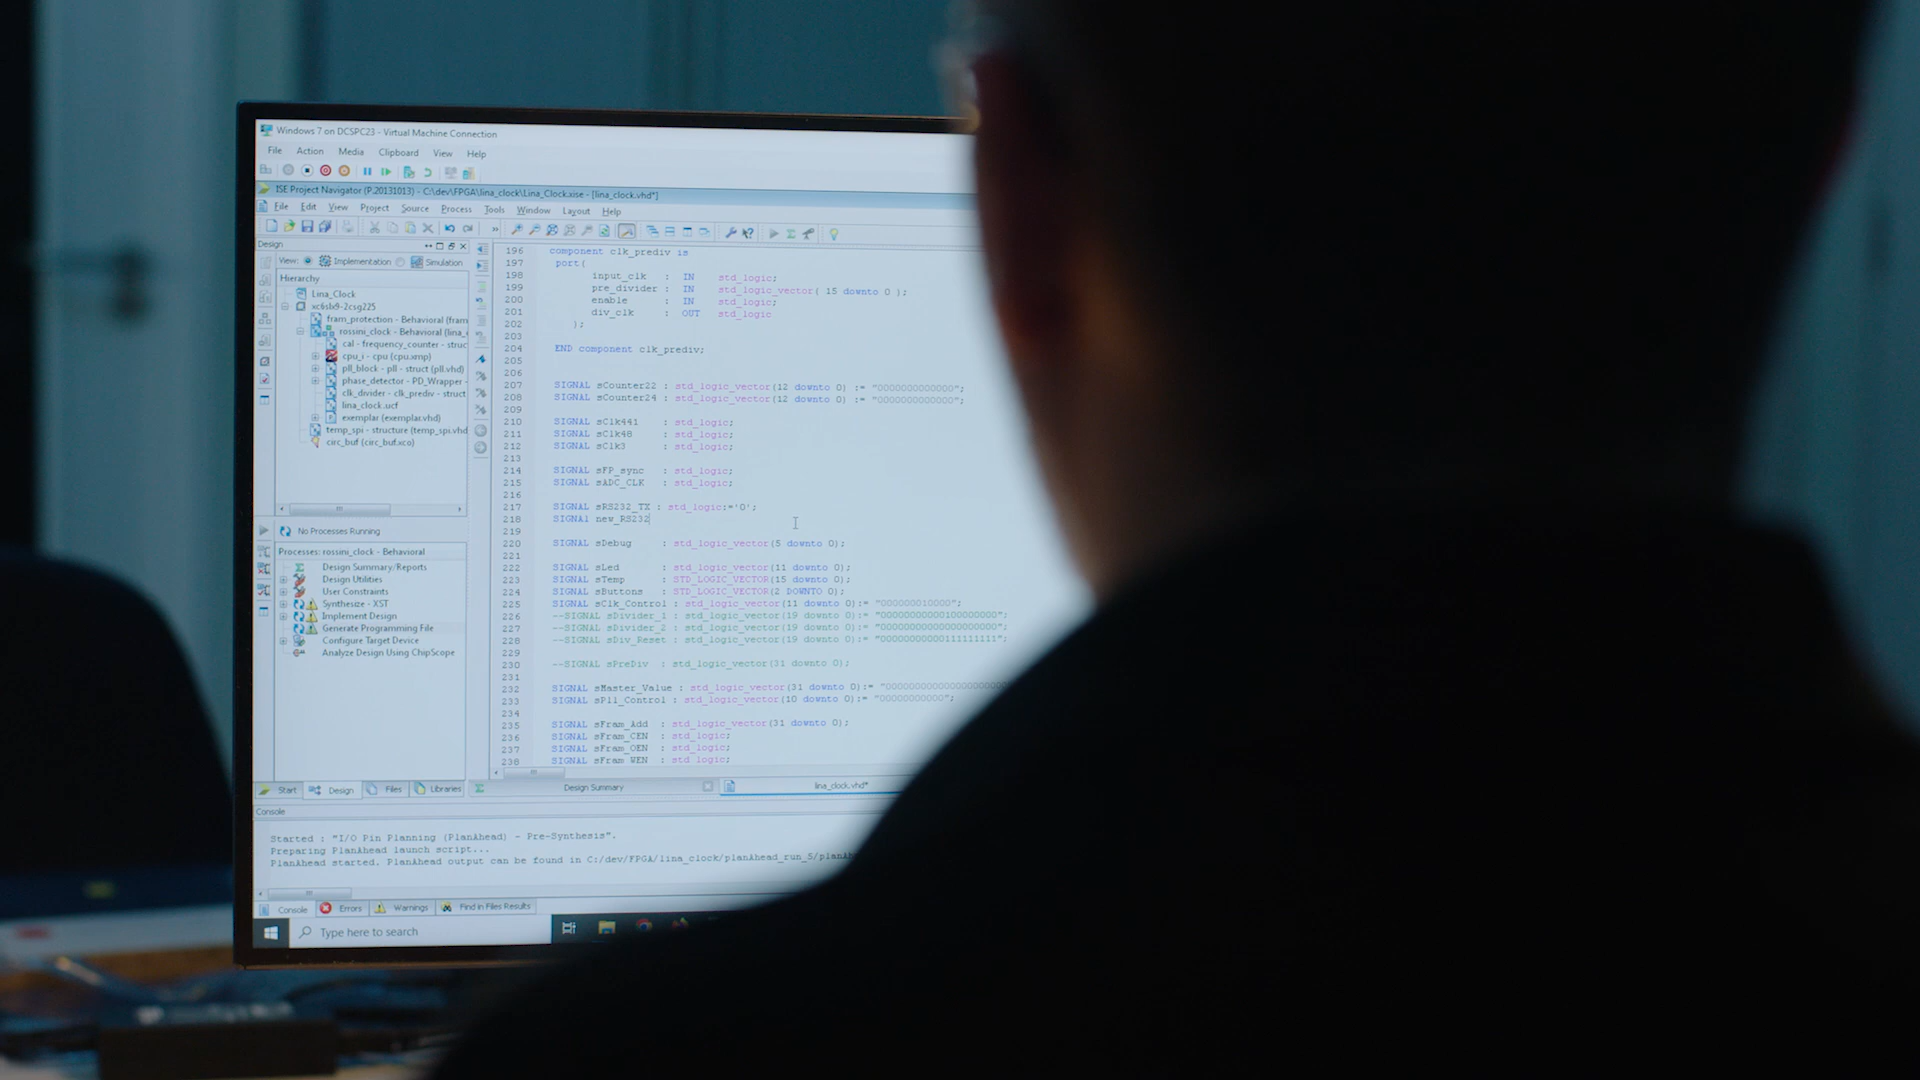 Windows 7 on DCSPC23 - Virtual Machine Connection
File Action Media Clipboard View Help
ISE Project Navigator (P.20131013) - C:\dev\FPGA\lina_clock\Lina_Clock.xise - [lina_clock.vhd*]
File Edit View Project Source Process Tools Window Layout Help
Design
View: Implementation Simulation
Hierarchy
Lina_Clock
xc6slx9-2csg225
fram_protection - Behavioral (fram
rossini_clock - Behavioral (lina_
cal - frequency_counter - struc
cpu_i - cpu (cpu.xmp)
pll_block - pll - struct (pll.vhd)
phase_detector - PD_Wrapper -
clk_divider - clk_prediv - struct
lina_clock.ucf
exemplar (exemplar.vhd)
temp_spi - structure (temp_spi.vhd
circ_buf (circ_buf.xco)
No Processes Running
Processes: rossini_clock - Behavioral
Design Summary/Reports
Design Utilities
User Constraints
Synthesize - XST
Implement Design
Generate Programming File
Configure Target Device
Analyze Design Using ChipScope
Start Design Files Libraries
196 component clk_prediv is
197 port(
198 input_clk : IN std_logic;
199 pre_divider : IN std_logic_vector( 15 downto 0 );
200 enable : IN std_logic;
201 div_clk : OUT std_logic
202 );
203
204 END component clk_prediv;
205
206
207 SIGNAL sCounter22 : std_logic_vector(12 downto 0) := "0000000000000";
208 SIGNAL sCounter24 : std_logic_vector(12 downto 0) := "0000000000000";
209
210 SIGNAL sClk441 : std_logic;
211 SIGNAL sClk48 : std_logic;
212 SIGNAL sClk3 : std_logic;
213
214 SIGNAL sFP_sync : std_logic;
215 SIGNAL sADC_CLK : std_logic;
216
217 SIGNAL sRS232_TX : std_logic:='0';
218 SIGNAl new_RS232
219
220 SIGNAL sDebug : std_logic_vector(5 downto 0);
221
222 SIGNAL sLed : std_logic_vector(11 downto 0);
223 SIGNAL sTemp : STD_LOGIC_VECTOR(15 downto 0);
224 SIGNAL sButtons : STD_LOGIC_VECTOR(2 DOWNTO 0);
225 SIGNAL sClk_Control : std_logic_vector(11 downto 0):= "000000010000";
226 --SIGNAL sDivider_1 : std_logic_vector(19 downto 0):= "00000000000100000000";
227 --SIGNAL sDivider_2 : std_logic_vector(19 downto 0):= "00000000000000000000";
228 --SIGNAL sDiv_Reset : std_logic_vector(19 downto 0):= "00000000000111111111";
229
230 --SIGNAL sPreDiv : std_logic_vector(31 downto 0);
231
232 SIGNAL sMaster_Value : std_logic_vector(31 downto 0):= "00000000000000000000
233 SIGNAL sPll_Control : std_logic_vector(10 downto 0):= "00000000000";
234
235 SIGNAL sFram_Add : std_logic_vector(31 downto 0);
236 SIGNAL sFram_CEN : std_logic;
237 SIGNAL sFram_OEN : std_logic;
238 SIGNAL sFram_WEN : std_logic;
Design Summary lina_clock.vhd*
Console
Started : "I/O Pin Planning (PlanAhead) - Pre-Synthesis".
Preparing PlanAhead launch script...
PlanAhead started. PlanAhead output can be found in C:/dev/FPGA/lina_clock/planAhead_run_5/planAh
Console Errors Warnings Find in Files Results
Type here to search